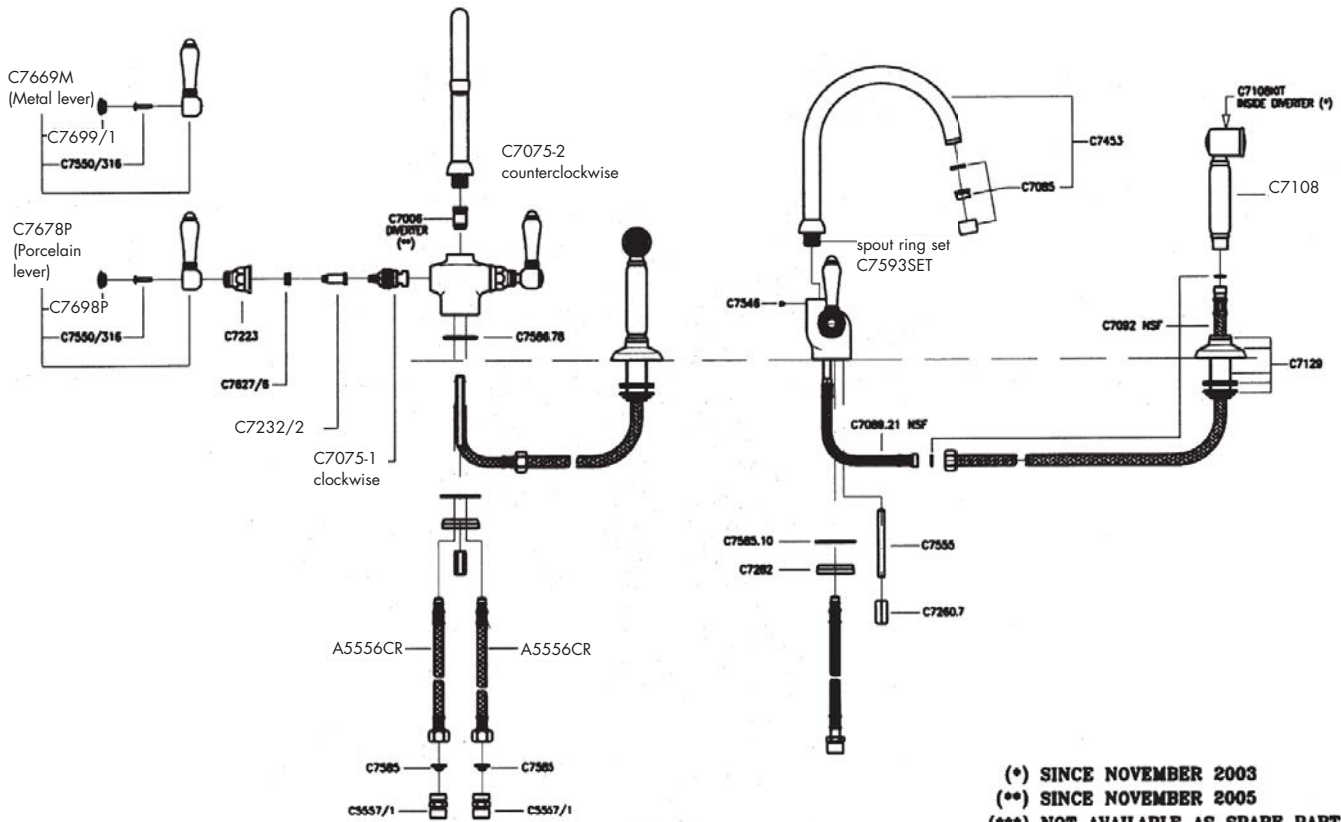 C7669M
(Metal lever)
C7699/1
C7550/316
C7678P
(Porcelain
lever)
C7698P
C7550/316
C7223
C7627/6
C7232/2
C7075-1
clockwise
C7075-2
counterclockwise
C7006
DIVERTER
(**)
C7586.78
A5556CR
A5556CR
C7585
C7585
C5557/1
C5557/1
C7453
C7085
spout ring set
C7593SET
C7546
C7089.21 NSF
C7585.10
C7282
C7555
C7260.7
C7108KIT
INSIDE DIVERTER (*)
C7108
C7092 NSF
C7129
(*) SINCE NOVEMBER 2003
(**) SINCE NOVEMBER 2005
(***) NOT AVAILABLE AS SPARE PART